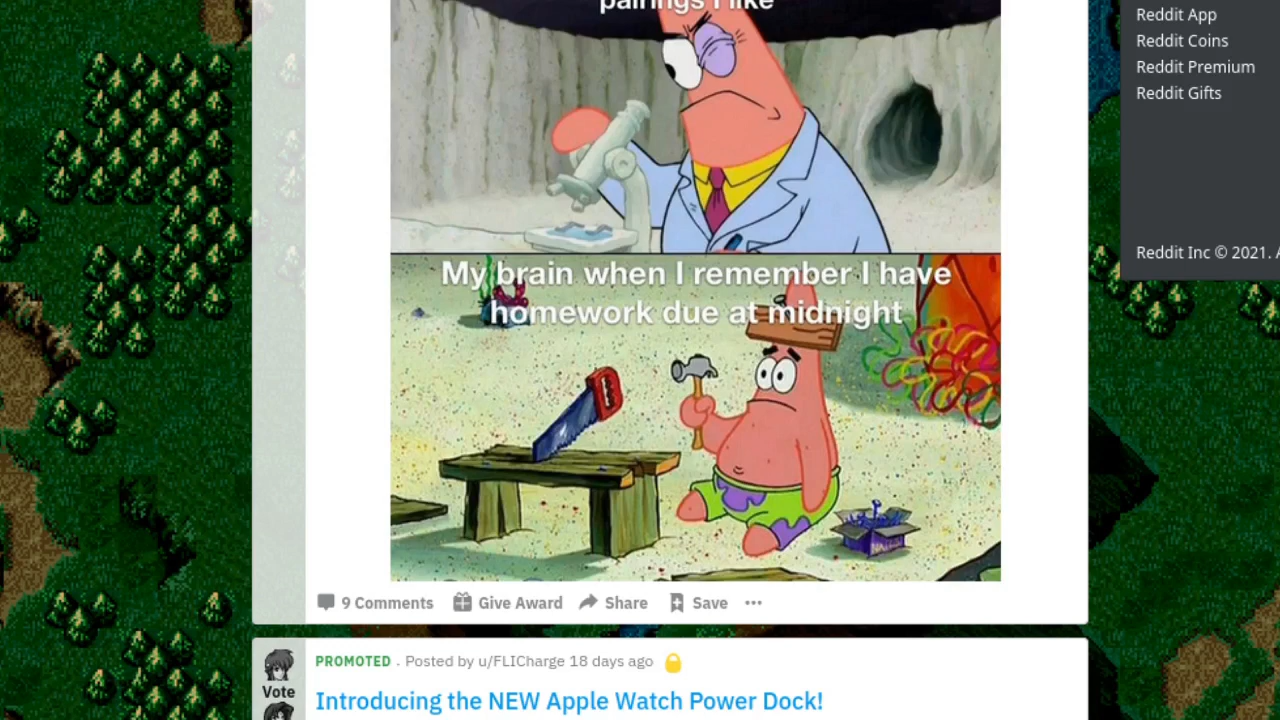 pairings I like
My brain when I remember I have
homework due at midnight
9 Comments Give Award Share Save
PROMOTED . Posted by u/FLICharge 18 days ago
Vote
Introducing the NEW Apple Watch Power Dock!
Reddit App
Reddit Coins
Reddit Premium
Reddit Gifts
Reddit Inc © 2021. A